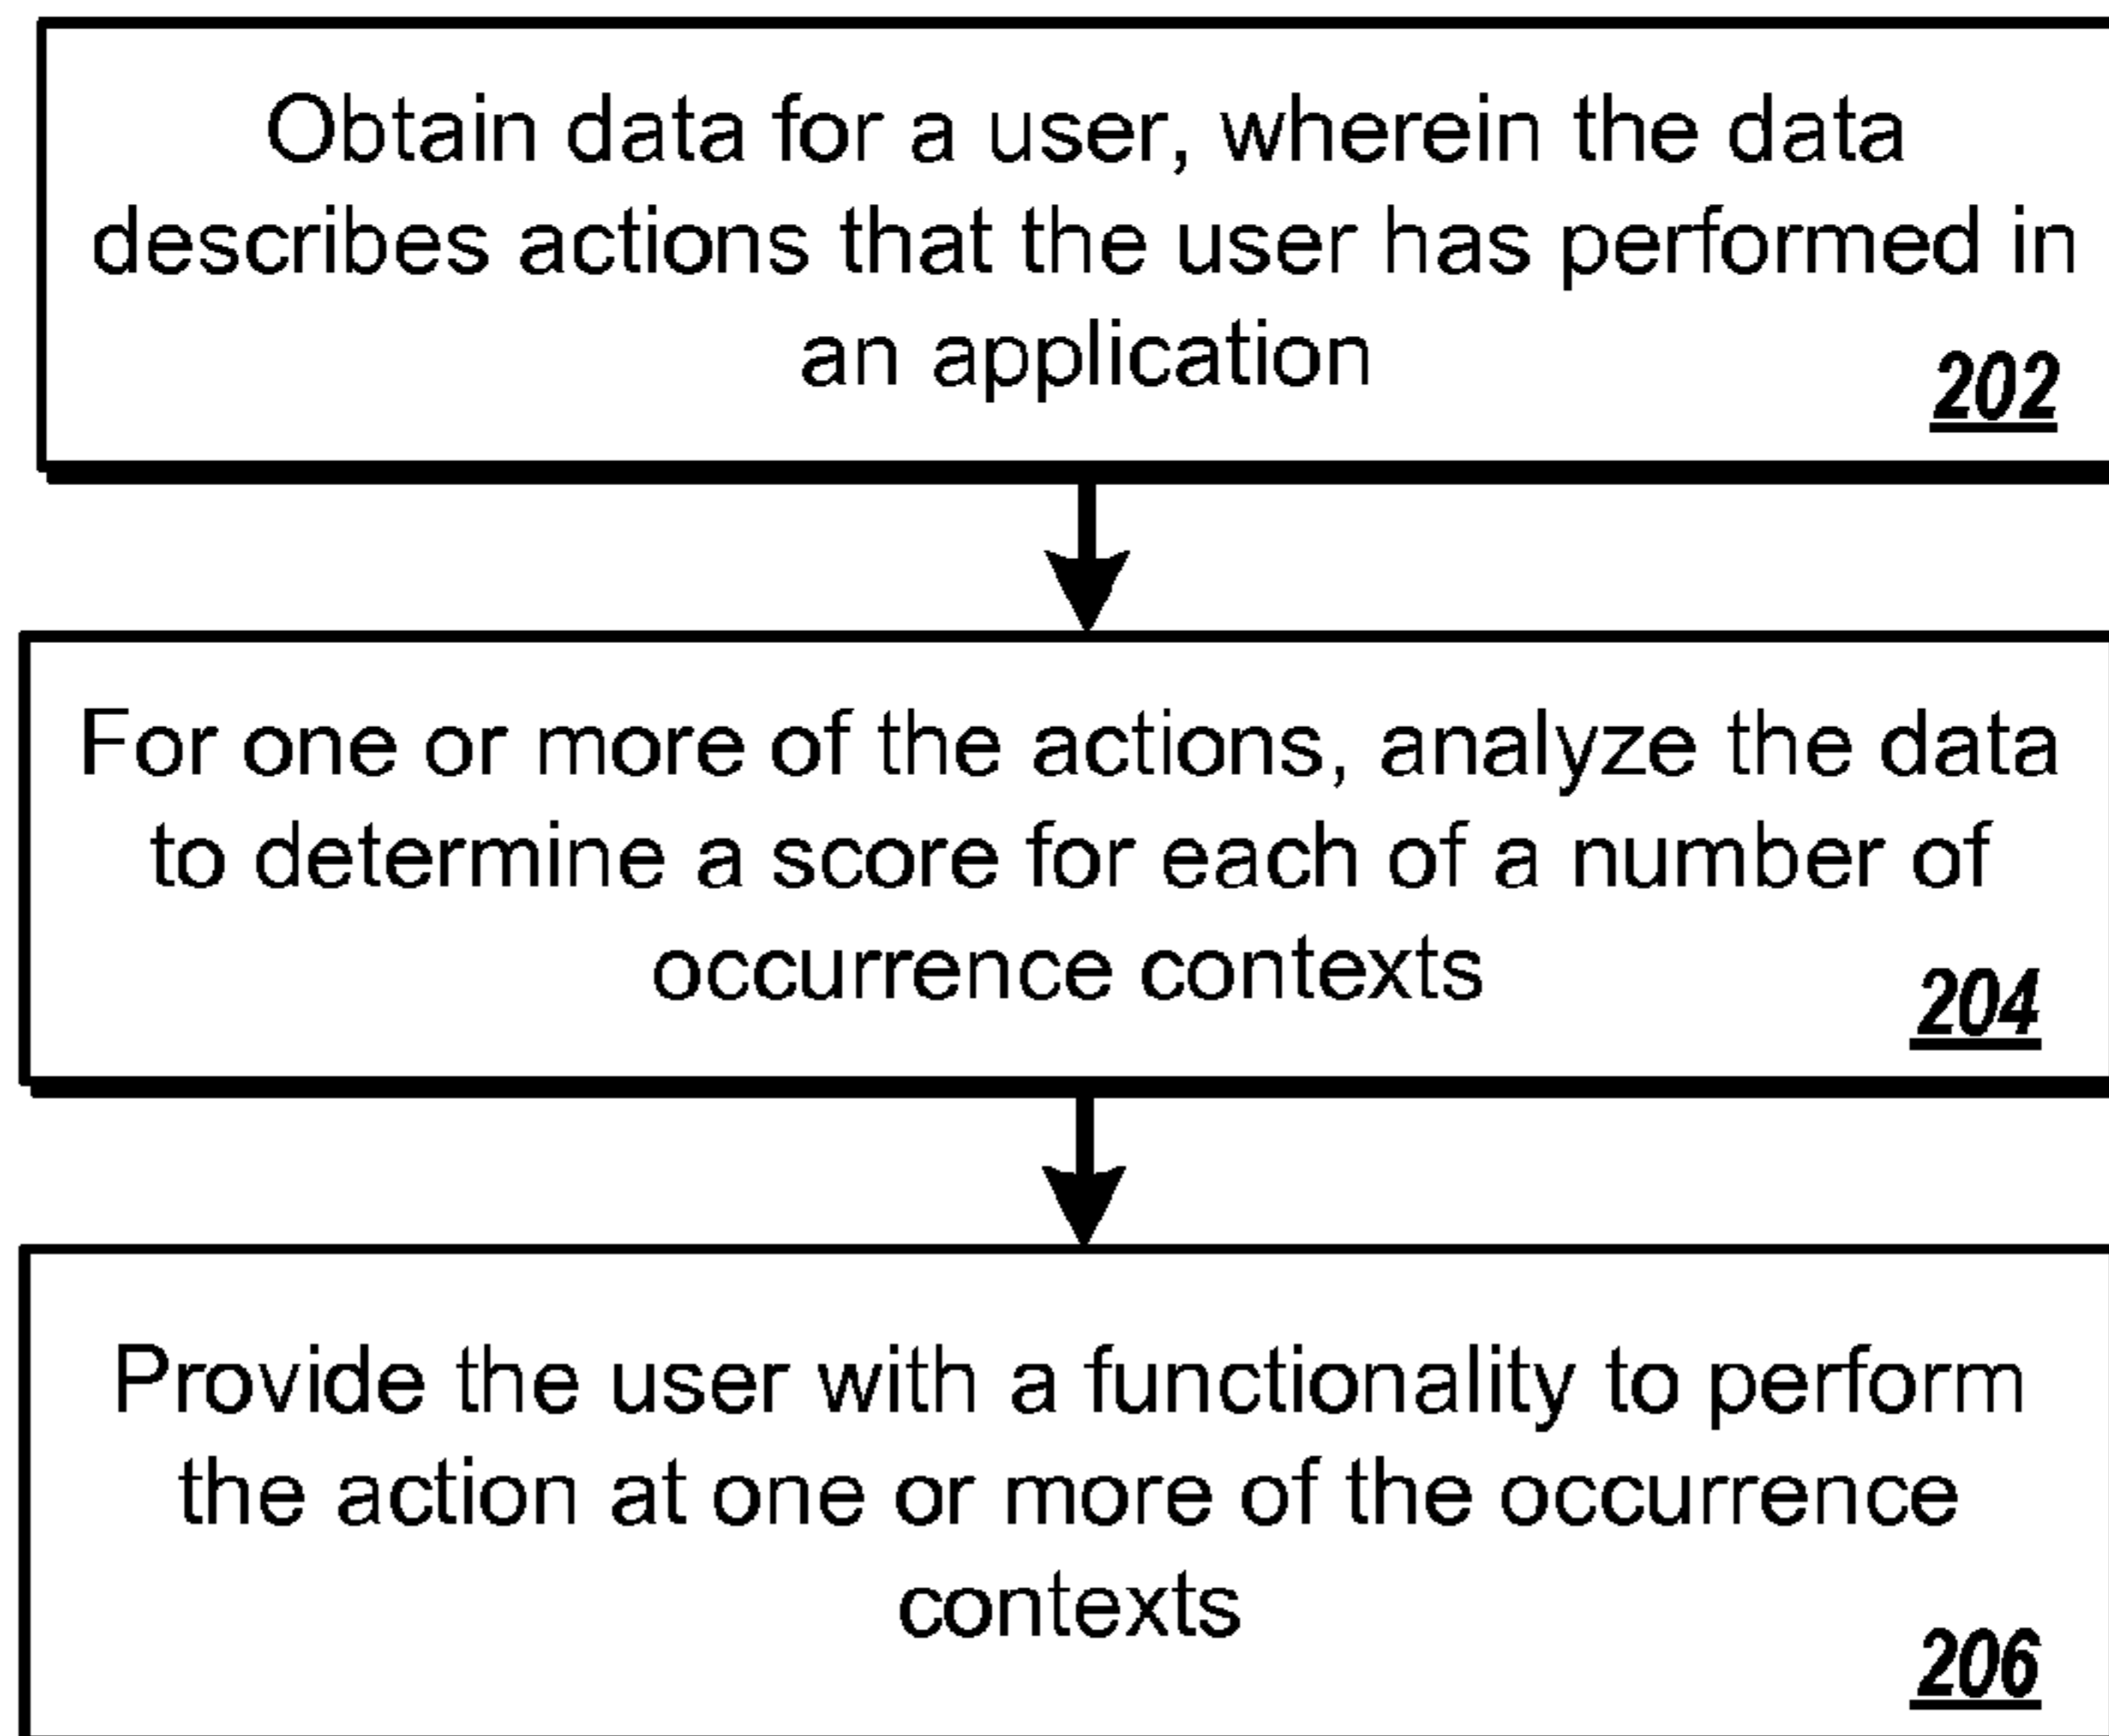 Obtain data for a user, wherein the data
describes actions that the user has performed in
an application
202
For one or more of the actions, analyze the data
to determine a score for each of a number of
occurrence contexts
204
Provide the user with a functionality to perform
the action at one or more of the occurrence
contexts
206